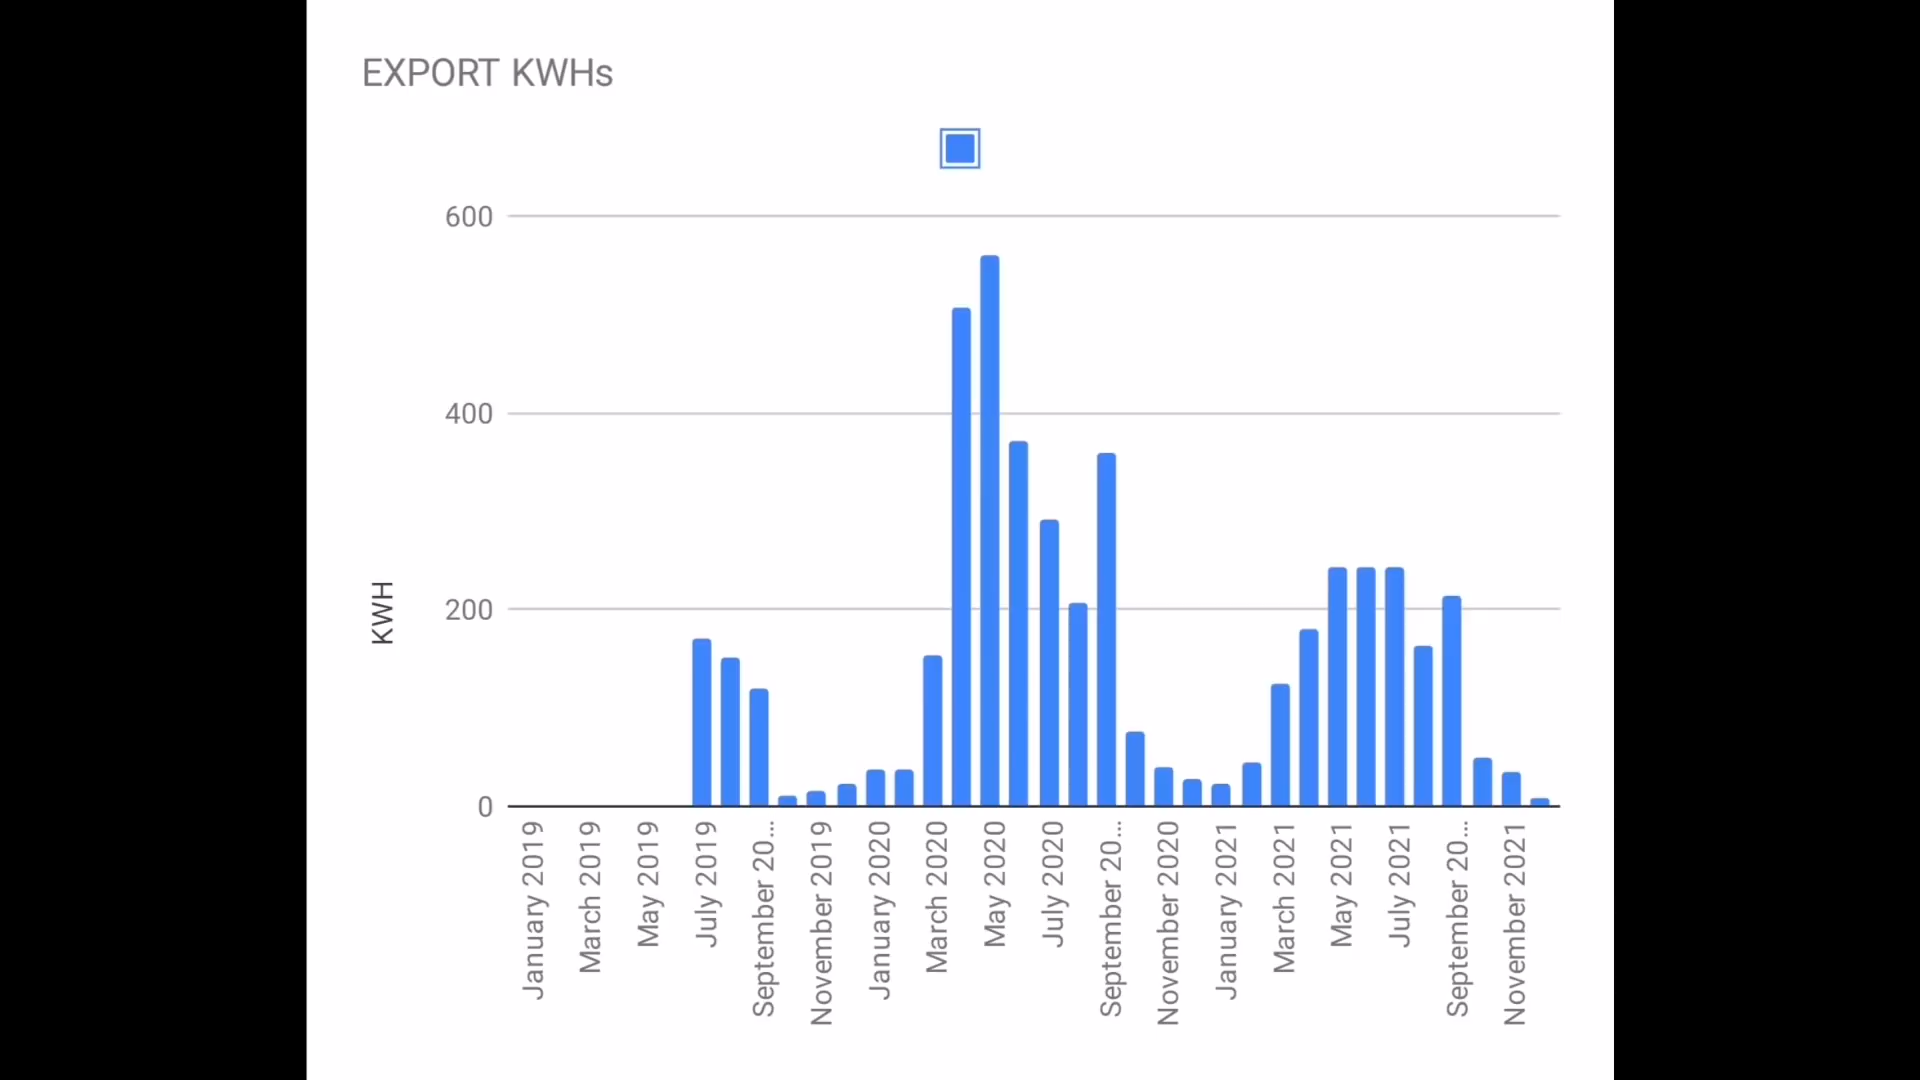 EXPORT KWHs
600
400
200
0
KWH
January 2019
March 2019
May 2019
July 2019
September 20...
November 2019
January 2020
March 2020
May 2020
July 2020
September 20...
November 2020
January 2021
March 2021
May 2021
July 2021
September 20...
November 2021